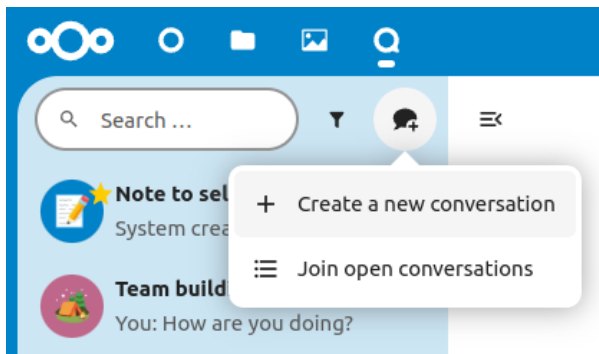 Search ...
Note to sel
Create a new conversation
System crea
Join open conversations
Team build
You: How are you doing?